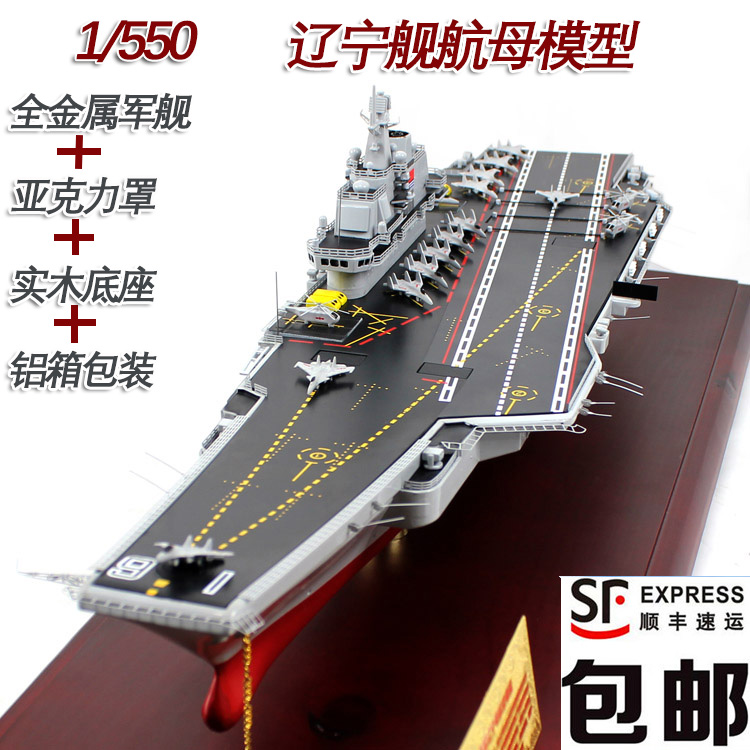 1/550 辽宁舰航母模型
全金属军舰
+
亚克力罩
+
实木底座
+
铝箱包装
16
SF EXPRESS
顺丰速运
包邮